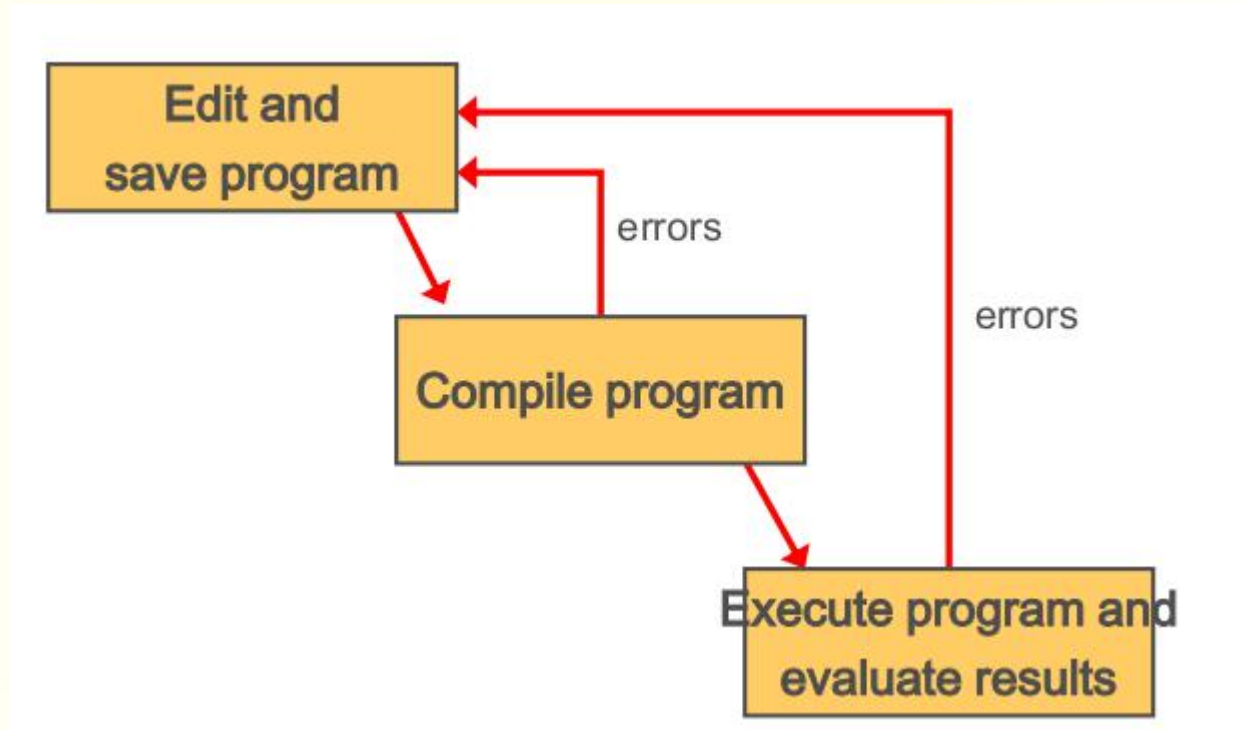 Edit and
save program
errors
errors
Compile program
Execute program and
evaluate results